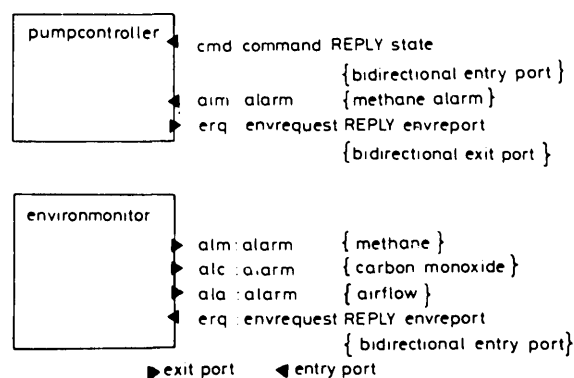 pumpcontroller
cmd command REPLY state
{bidirectional entry port}
alm alarm {methane alarm}
erq envrequest REPLY envreport
{bidirectional exit port}
environmonitor
alm : alarm {methane}
alc : alarm {carbon monoxide}
ala : alarm {airflow}
erq : envrequest REPLY envreport
{bidirectional entry port}
▶exit port ◀entry port